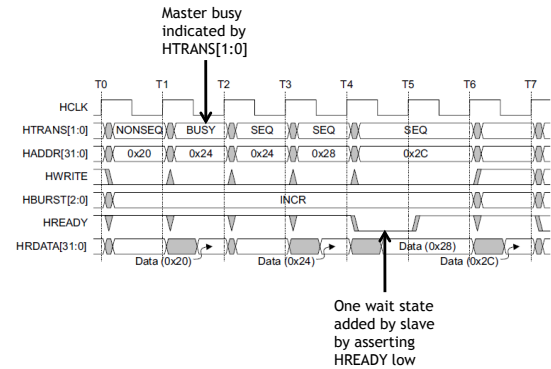 Master busy
indicated by
HTRANS[1:0]
T0 T1 T2 T3 T4 T5 T6 T7
HCLK
HTRANS[1:0] NONSEQ BUSY SEQ SEQ SEQ
HADDR[31:0] 0x20 0x24 0x24 0x28 0x2C
HWRITE
HBURST[2:0] INCR
HREADY
HRDATA[31:0] Data (0x28)
Data (0x20) Data (0x24) Data (0x2C)
One wait state
added by slave
by asserting
HREADY low